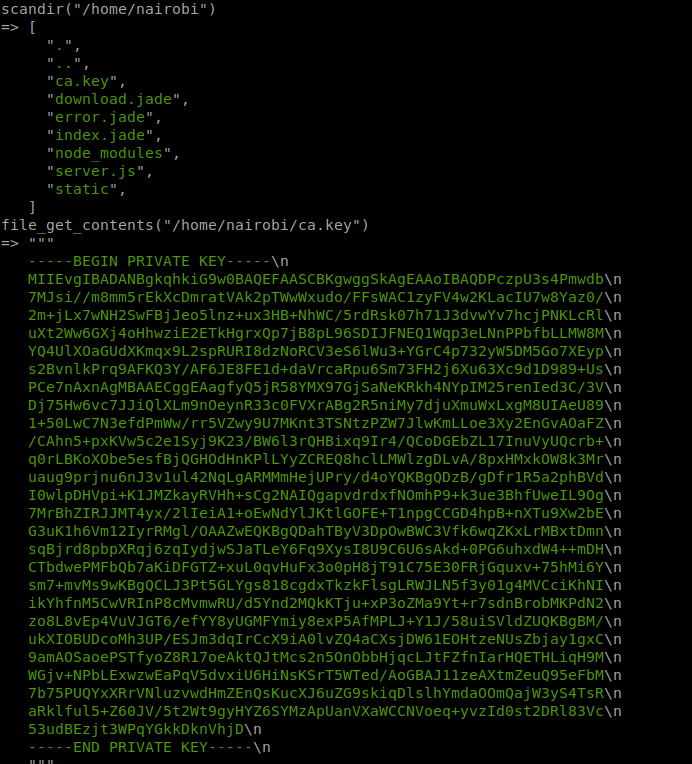 scandir("/home/nairobi")
=> [
".",
"..",
"ca.key",
"download.jade",
"error.jade",
"index.jade",
"node_modules",
"server.js",
"static",
]
file_get_contents("/home/nairobi/ca.key")
=> """
-----BEGIN PRIVATE KEY-----\n
MIIEvgIBADANBgkqhkiG9w0BAQEFAASCBKgwggSkAgEAAoIBAQDPczpU3s4Pmwdb\n
7MJsi//m8mm5rEkXcDmratVAk2pTWwWxudo/FFsWAC1zyFV4w2KLacIU7w8Yaz0/\n
2m+jLx7wNH2SwFBjJeo5lnz+ux3HB+NhWC/5rdRsk07h71J3dvwYv7hcjPNKLcRl\n
uXt2Ww6GXj4oHhwziE2ETkHgrxQp7jB8pL96SDIJFNEQ1Wqp3eLNnPPbfbLLMW8M\n
YQ4UlXOaGUdXKmqx9L2spRURI8dzNoRCV3eS6lWu3+YGrC4p732yW5DM5Go7XEyp\n
s2BvnlkPrq9AFKQ3Y/AF6JE8FE1d+daVrcaRpu6Sm73FH2j6Xu63Xc9d1D989+Us\n
PCe7nAxnAgMBAAECggEAagfyQ5jR58YMX97GjSaNeKRkh4NYpIM25renIed3C/3V\n
Dj75Hw6vc7JJiQlXLm9nOeynR33c0FVXrABg2R5niMy7djuXmuWxLxgM8UIAeU89\n
1+50LwC7N3efdPmWw/rr5VZwy9U7MKnt3TSNtzPZW7JlwKmLLoe3Xy2EnGvAOaFZ\n
/CAhn5+pxKVw5c2e1Syj9K23/BW6l3rQHBixq9Ir4/QCoDGEbZL17InuVyUQcrb+\n
q0rLBKoXObe5esfBjQGHOdHnKPlLYyZCREQ8hclLMWlzgDLvA/8pxHMxkOW8k3Mr\n
uaug9prjnu6nJ3v1ul42NqLgARMMmHejUPry/d4oYQKBgQDzB/gDfr1R5a2phBVd\n
I0wlpDHVpi+K1JMZkayRVHh+sCg2NAIQgapvdrdxfNOmhP9+k3ue3BhfUweIL9Og\n
7MrBhZIRJJMT4yx/2lIeiA1+oEwNdYlJKtlGOFE+T1npgCCGD4hpB+nXTu9Xw2bE\n
G3uK1h6Vm12IyrRMgl/OAAZwEQKBgQDahTByV3DpOwBWC3Vfk6wqZKxLrMBxtDmn\n
sqBjrd8pbpXRqj6zqIydjwSJaTLeY6Fq9XysI8U9C6U6sAkd+0PG6uhxdW4++mDH\n
CTbdwePMFbQb7aKiDFGTZ+xuL0qvHuFx3o0pH8jT91C75E30FRjGquxv+75hMi6Y\n
sm7+mvMs9wKBgQCLJ3Pt5GLYgs818cgdxTkzkFlsgLRWJLN5f3y01g4MVCciKhNI\n
ikYhfnM5CwVRInP8cMvmwRU/d5Ynd2MQkKTju+xP3oZMa9Yt+r7sdnBrobMKPdN2\n
zo8L8vEp4VuVJGT6/efYY8yUGMFYmiy8exP5AfMPLJ+Y1J/58uiSVldZUQKBgBM/\n
ukXIOBUDcoMh3UP/ESJm3dqIrCcX9iA0lvZQ4aCXsjDW61EOHtzeNUsZbjay1gxC\n
9amAOSaoePSTfyoZ8R17oeAktQJtMcs2n5OnObbHjqcLJtFZfnIarHQETHLiqH9M\n
WGjv+NPbLExwzwEaPqV5dvxiU6HiNsKSrT5WTed/AoGBAJ11zeAXtmZeuQ95eFbM\n
7b75PUQYxXRrVNluzvwdHmZEnQsKucXJ6uZG9skiqDlslhYmdaOOmQajW3yS4TsR\n
aRklful5+Z60JV/5t2Wt9gyHYZ6SYMzApUanVXaWCCNVoeq+yvzId0st2DRl83Vc\n
53udBEzjt3WPqYGkkDknVhjD\n
-----END PRIVATE KEY-----\n
"""